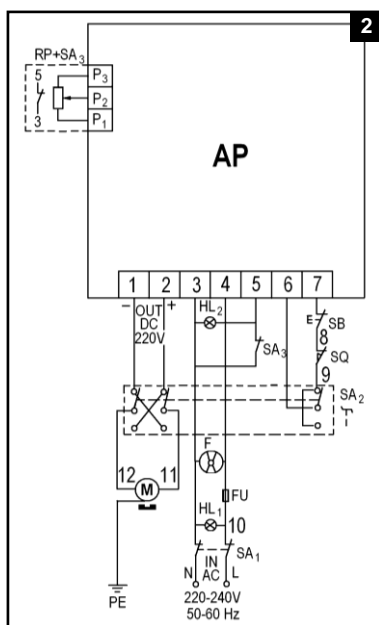 2
RP+SA3
5
3
P3
P2
P1
AP
1 2 3 4 5 6 7
− OUT +
DC
220V
HL2
SA3
E SB
8
SQ
9
SA2
F
12 M 11
FU
HL1 10
SA1
IN
AC
N L
PE
220-240V
50-60 Hz